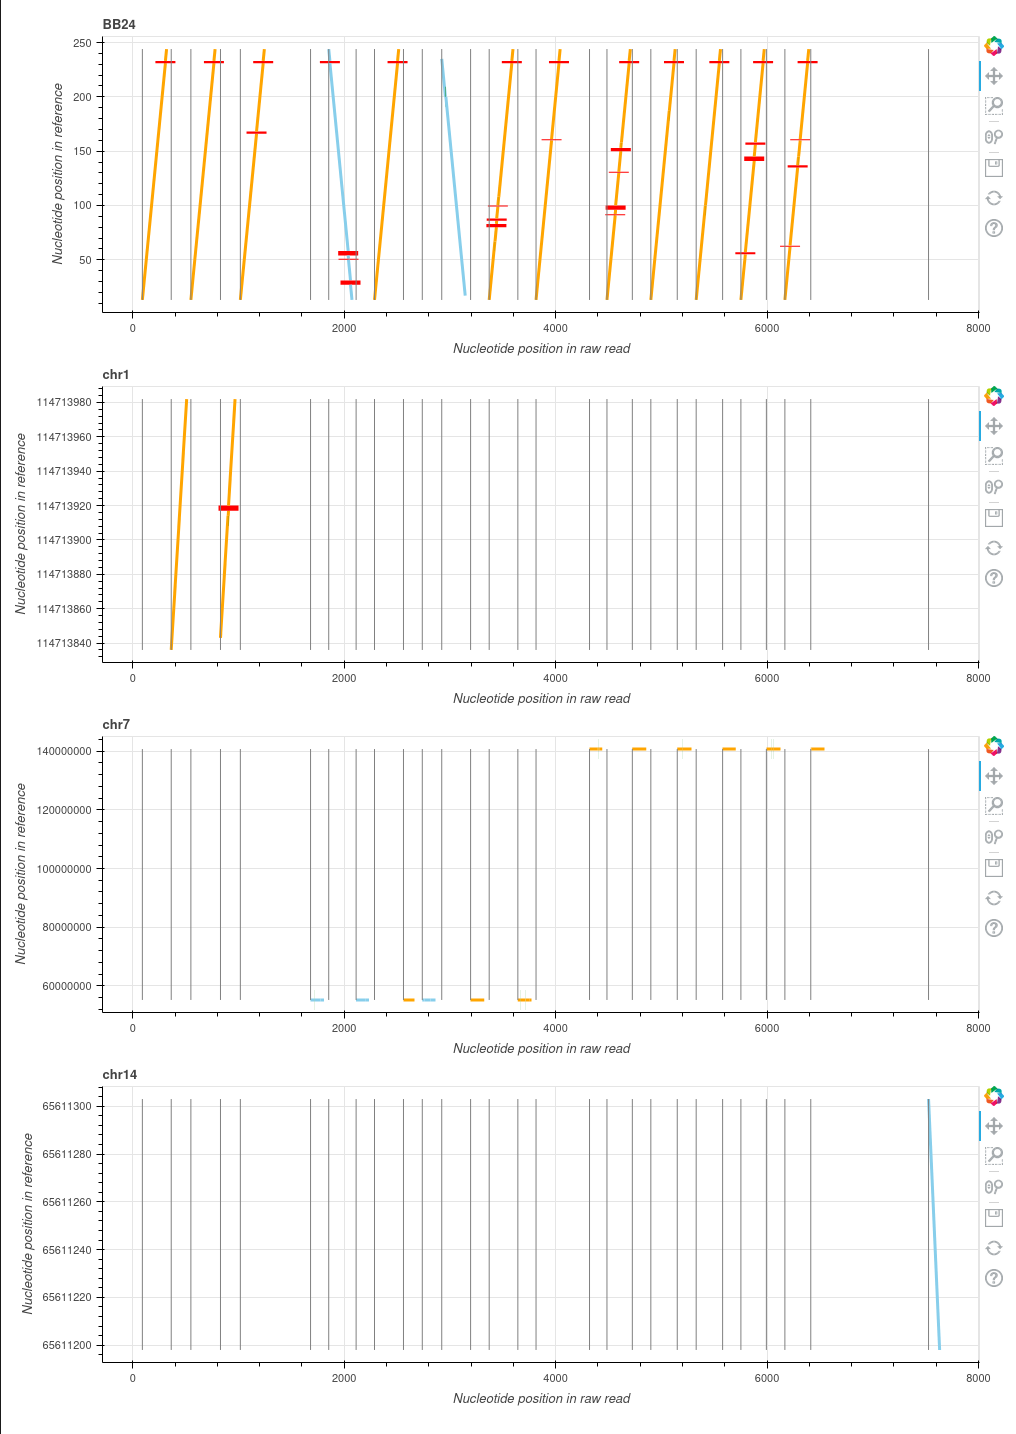 BB24
250
200
150
100
50
Nucleotide position in reference
0 2000 4000 6000 8000
Nucleotide position in raw read
chr1
114713980
114713960
114713940
114713920
114713900
114713880
114713860
114713840
Nucleotide position in reference
0 2000 4000 6000 8000
Nucleotide position in raw read
chr7
140000000
120000000
100000000
80000000
60000000
Nucleotide position in reference
0 2000 4000 6000 8000
Nucleotide position in raw read
chr14
65611300
65611280
65611260
65611240
65611220
65611200
Nucleotide position in reference
0 2000 4000 6000 8000
Nucleotide position in raw read